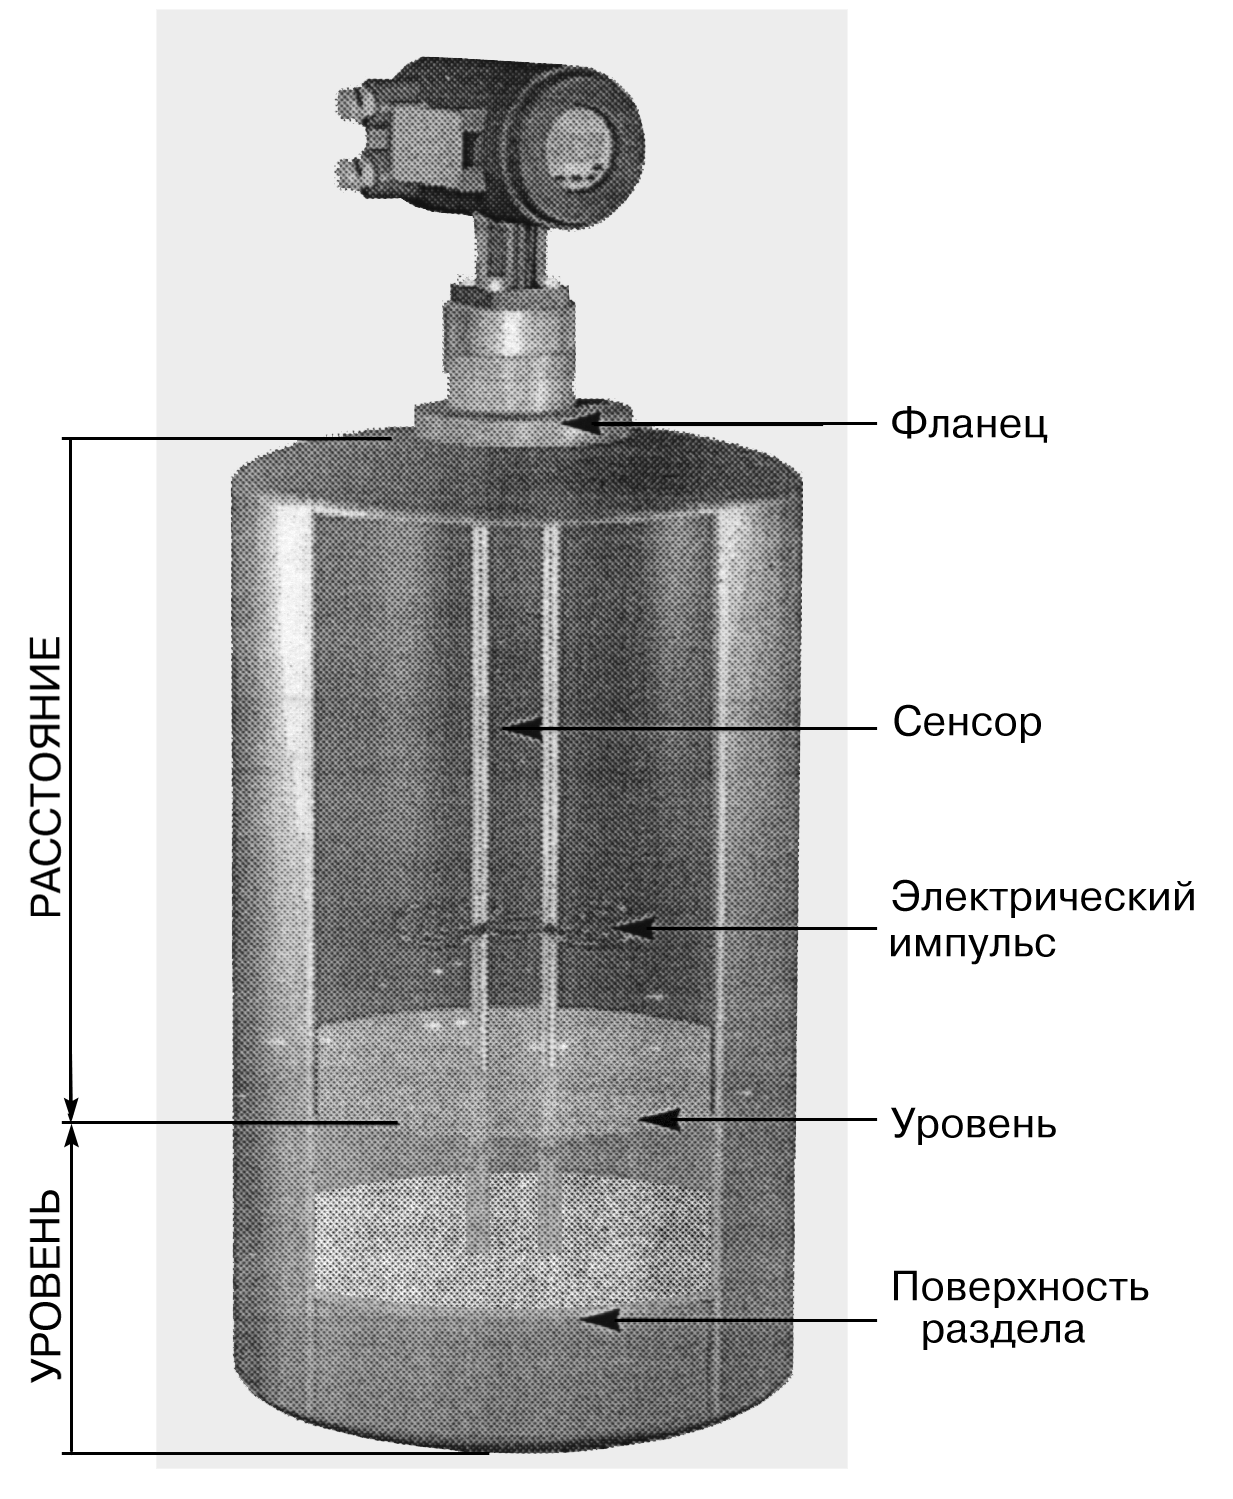 Фланец
РАССТОЯНИЕ
Сенсор
Электрический
импульс
Уровень
УРОВЕНЬ
Поверхность
раздела